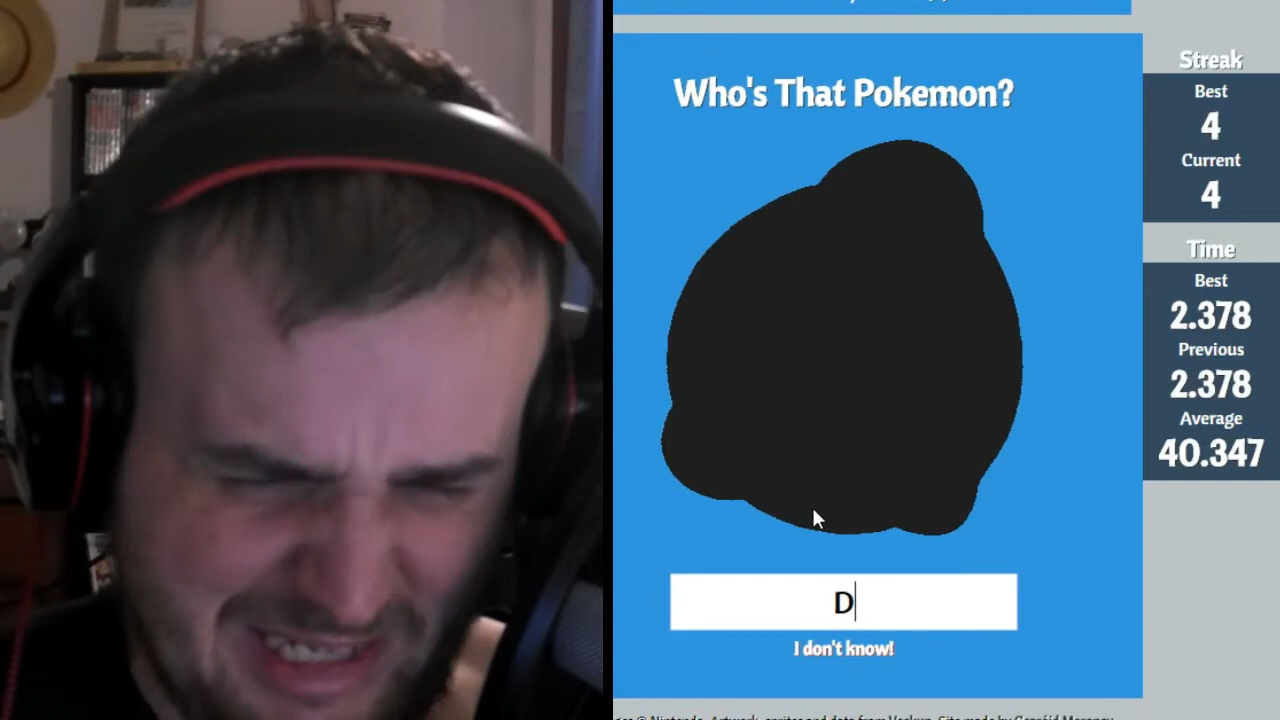 Who's That Pokemon?
D
I don't know!
Streak
Best
4
Current
4
Time
Best
2.378
Previous
2.378
Average
40.347